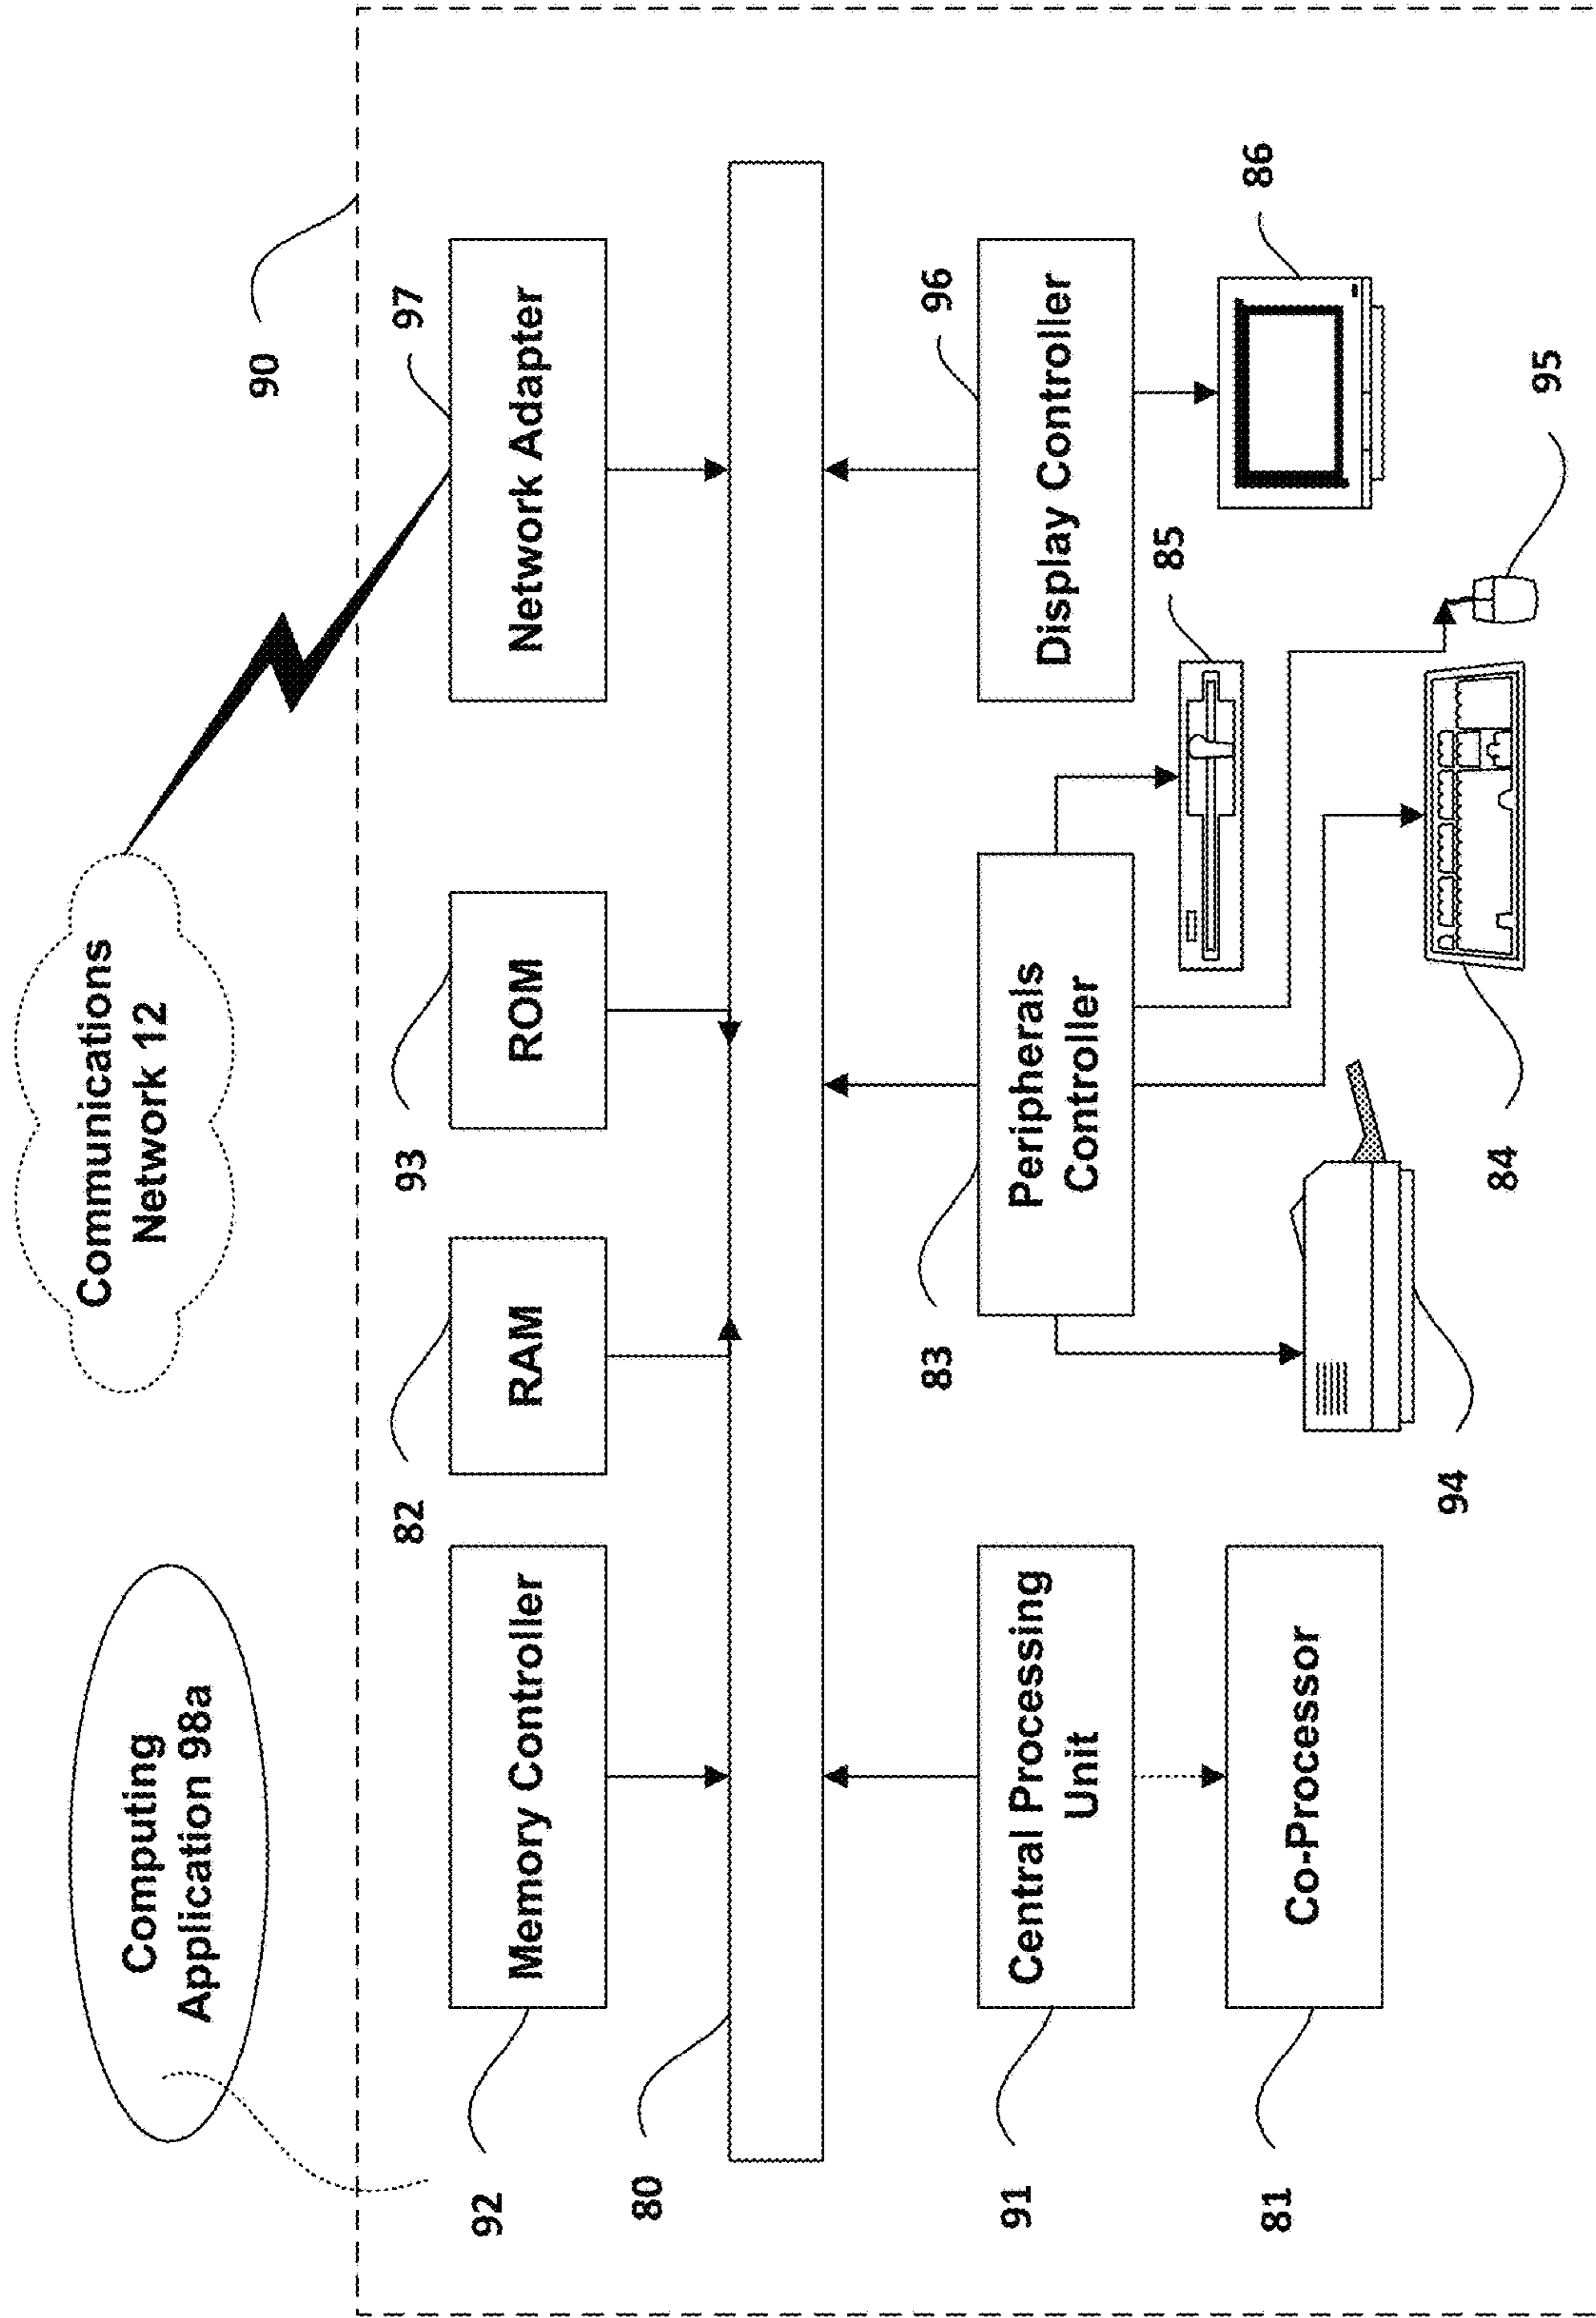 Computing
Application 98a
Communications
Network 12
90
92
Memory Controller
82
RAM
93
ROM
97
Network Adapter
80
91
Central Processing
Unit
83
Peripherals
Controller
96
Display Controller
81
Co-Processor
94
84
85
95
86